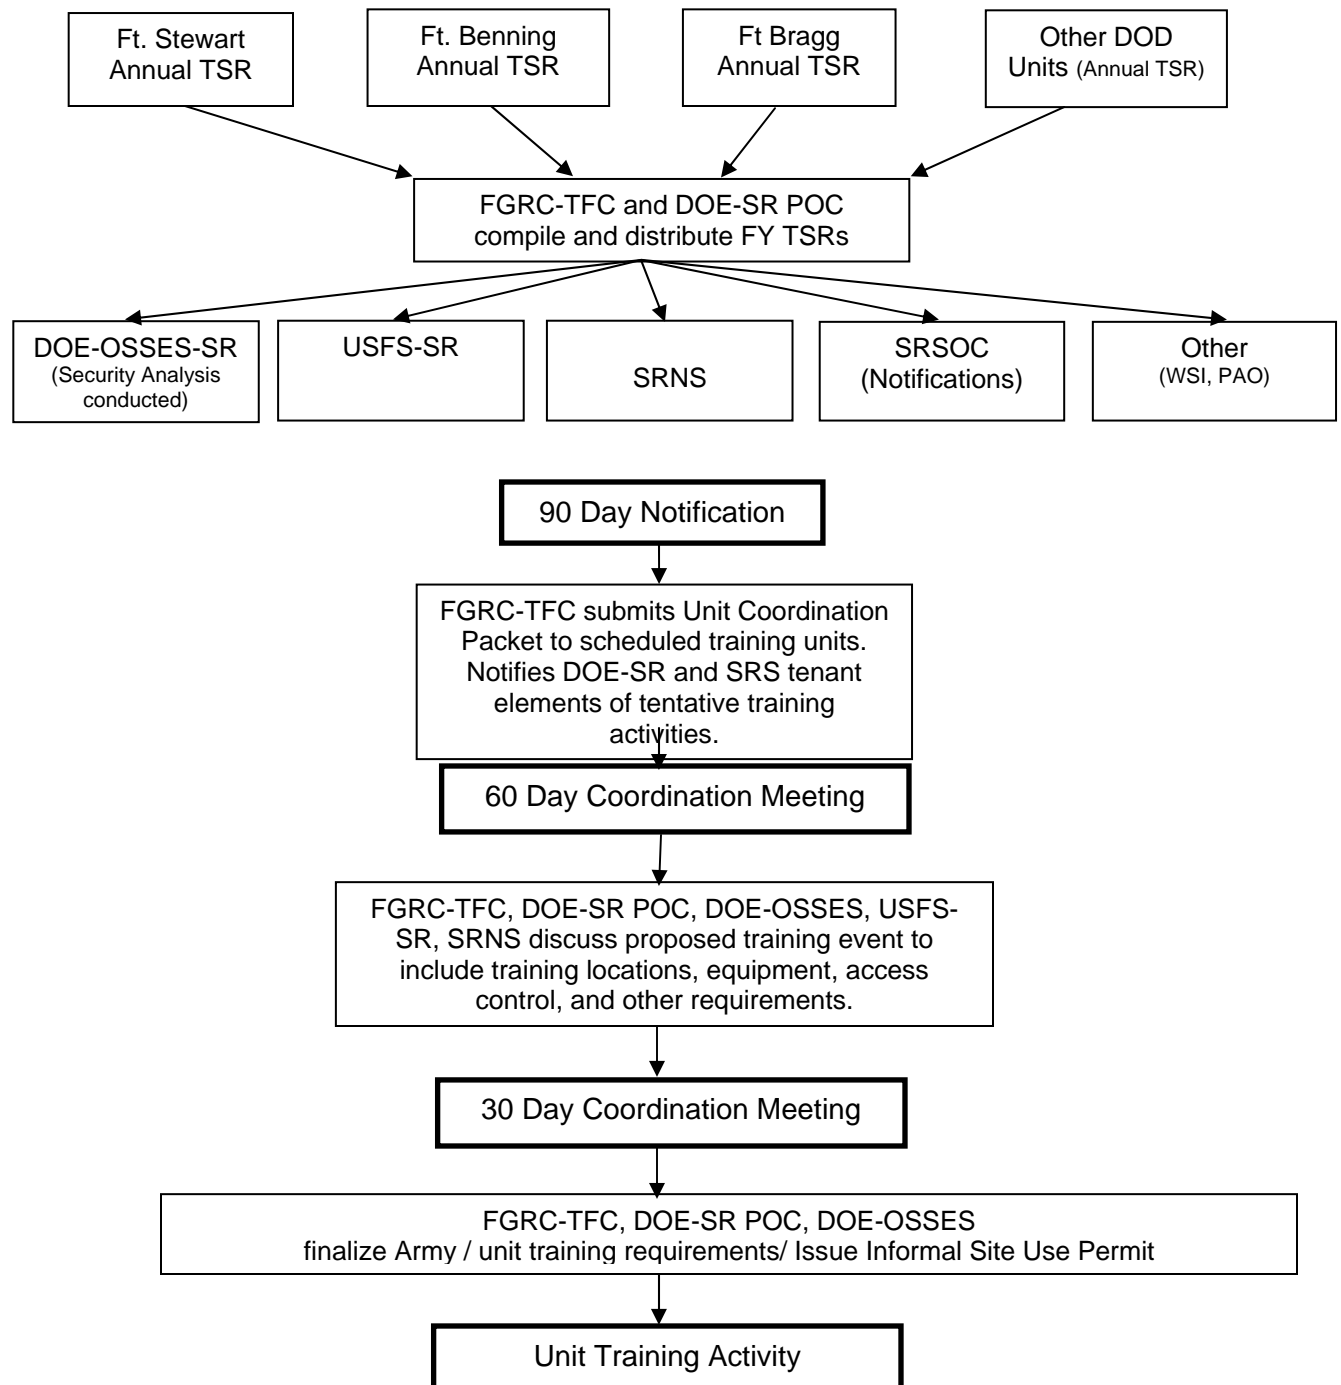 Ft. Stewart
Annual TSR
Ft. Benning
Annual TSR
Ft Bragg
Annual TSR
Other DOD
Units (Annual TSR)
FGRC-TFC and DOE-SR POC
compile and distribute FY TSRs
DOE-OSSES-SR
(Security Analysis
conducted)
USFS-SR
SRNS
SRSOC
(Notifications)
Other
(WSI, PAO)
90 Day Notification
FGRC-TFC submits Unit Coordination
Packet to scheduled training units.
Notifies DOE-SR and SRS tenant
elements of tentative training
activities.
60 Day Coordination Meeting
FGRC-TFC, DOE-SR POC, DOE-OSSES, USFS-
SR, SRNS discuss proposed training event to
include training locations, equipment, access
control, and other requirements.
30 Day Coordination Meeting
FGRC-TFC, DOE-SR POC, DOE-OSSES
finalize Army / unit training requirements/ Issue Informal Site Use Permit
Unit Training Activity